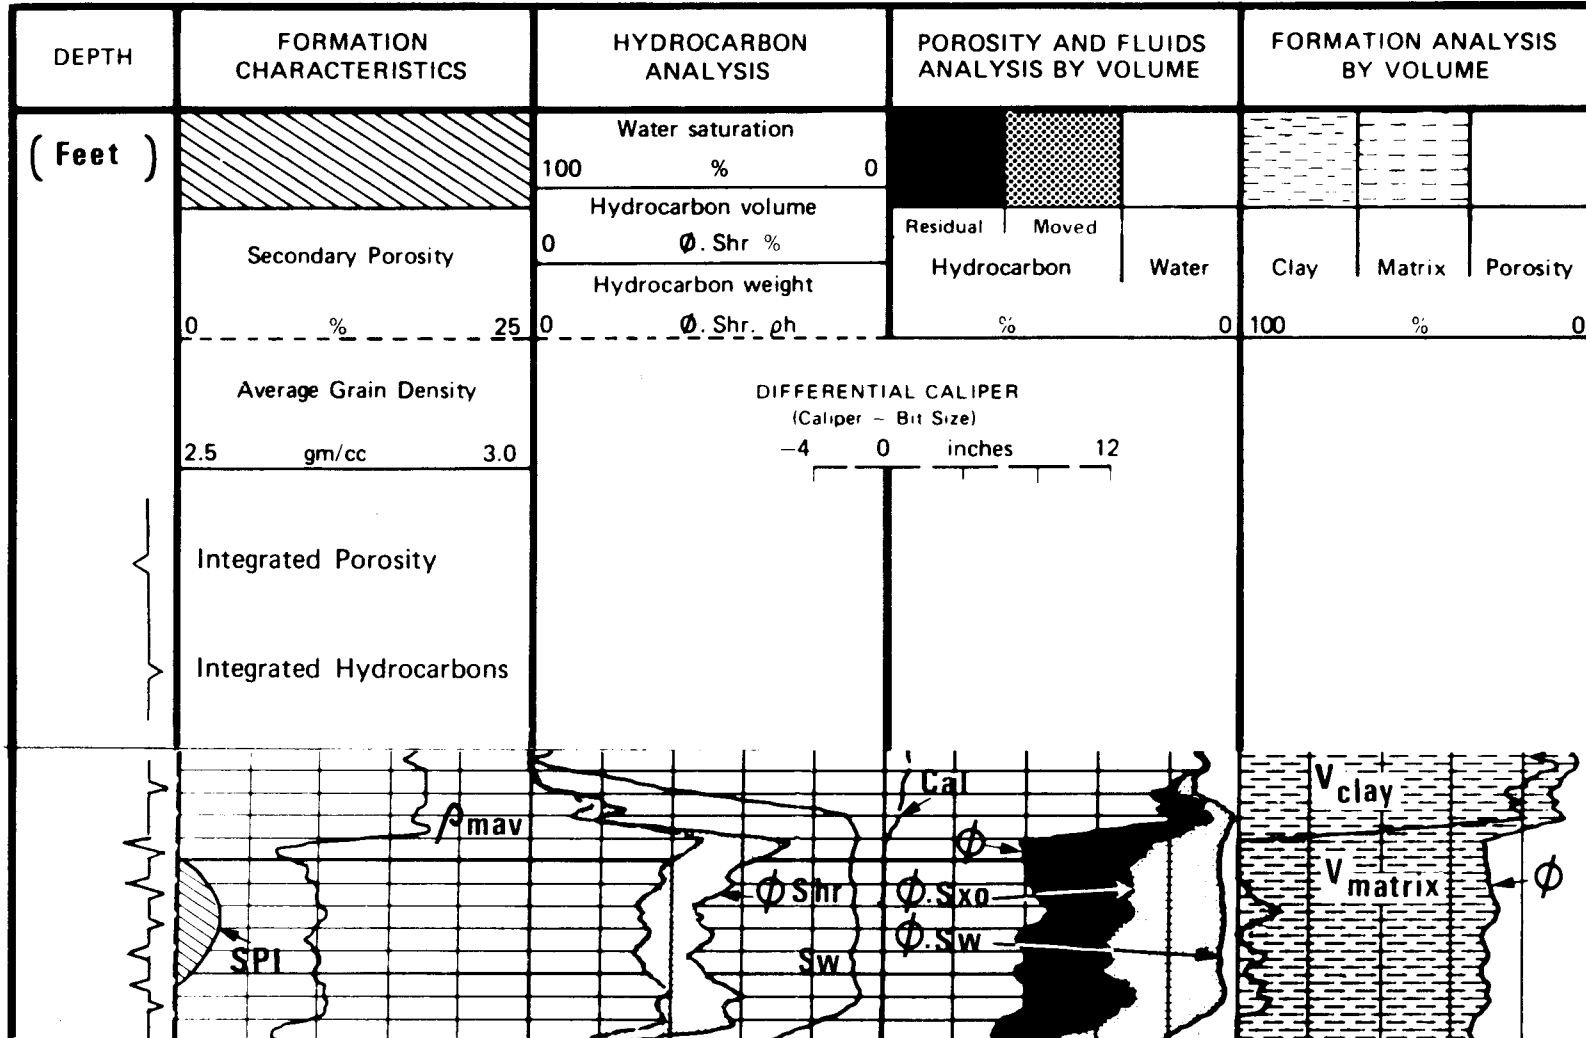 DEPTH
FORMATION
CHARACTERISTICS
HYDROCARBON
ANALYSIS
POROSITY AND FLUIDS
ANALYSIS BY VOLUME
FORMATION ANALYSIS
BY VOLUME
(Feet)
Secondary Porosity
0 % 25
Average Grain Density
2.5 gm/cc 3.0
Integrated Porosity
Integrated Hydrocarbons
Water saturation
100 % 0
Hydrocarbon volume
0 Ø. Shr %
Hydrocarbon weight
0 Ø. Shr. ρh
Residual Moved
Hydrocarbon Water
% 0
Clay Matrix Porosity
100 % 0
DIFFERENTIAL CALIPER
(Caliper – Bit Size)
–4 0 inches 12
ρmav
SPI
ϕ Shr
Sw
Cal
ϕ
ϕ.Sxo
ϕ.Sw
Vclay
Vmatrix
ϕ